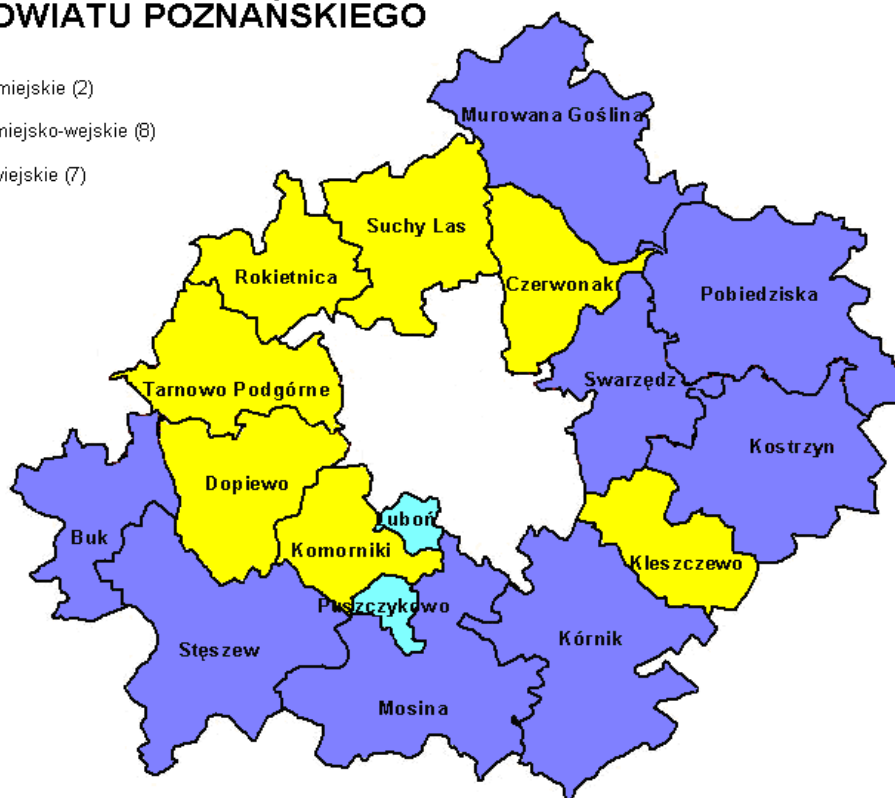 OWIATU POZNAŃSKIEGO
miejskie (2)
miejsko-wejskie (8)
wiejskie (7)
Murowana Goślina
Suchy Las
Rokietnica
Czerwonak
Pobiedziska
Swarzędz
Tarnowo Podgórne
Kostrzyn
Dopiewo
Luboń
Buk
Komorniki
Kleszczewo
Puszczykowo
Kórnik
Stęszew
Mosina